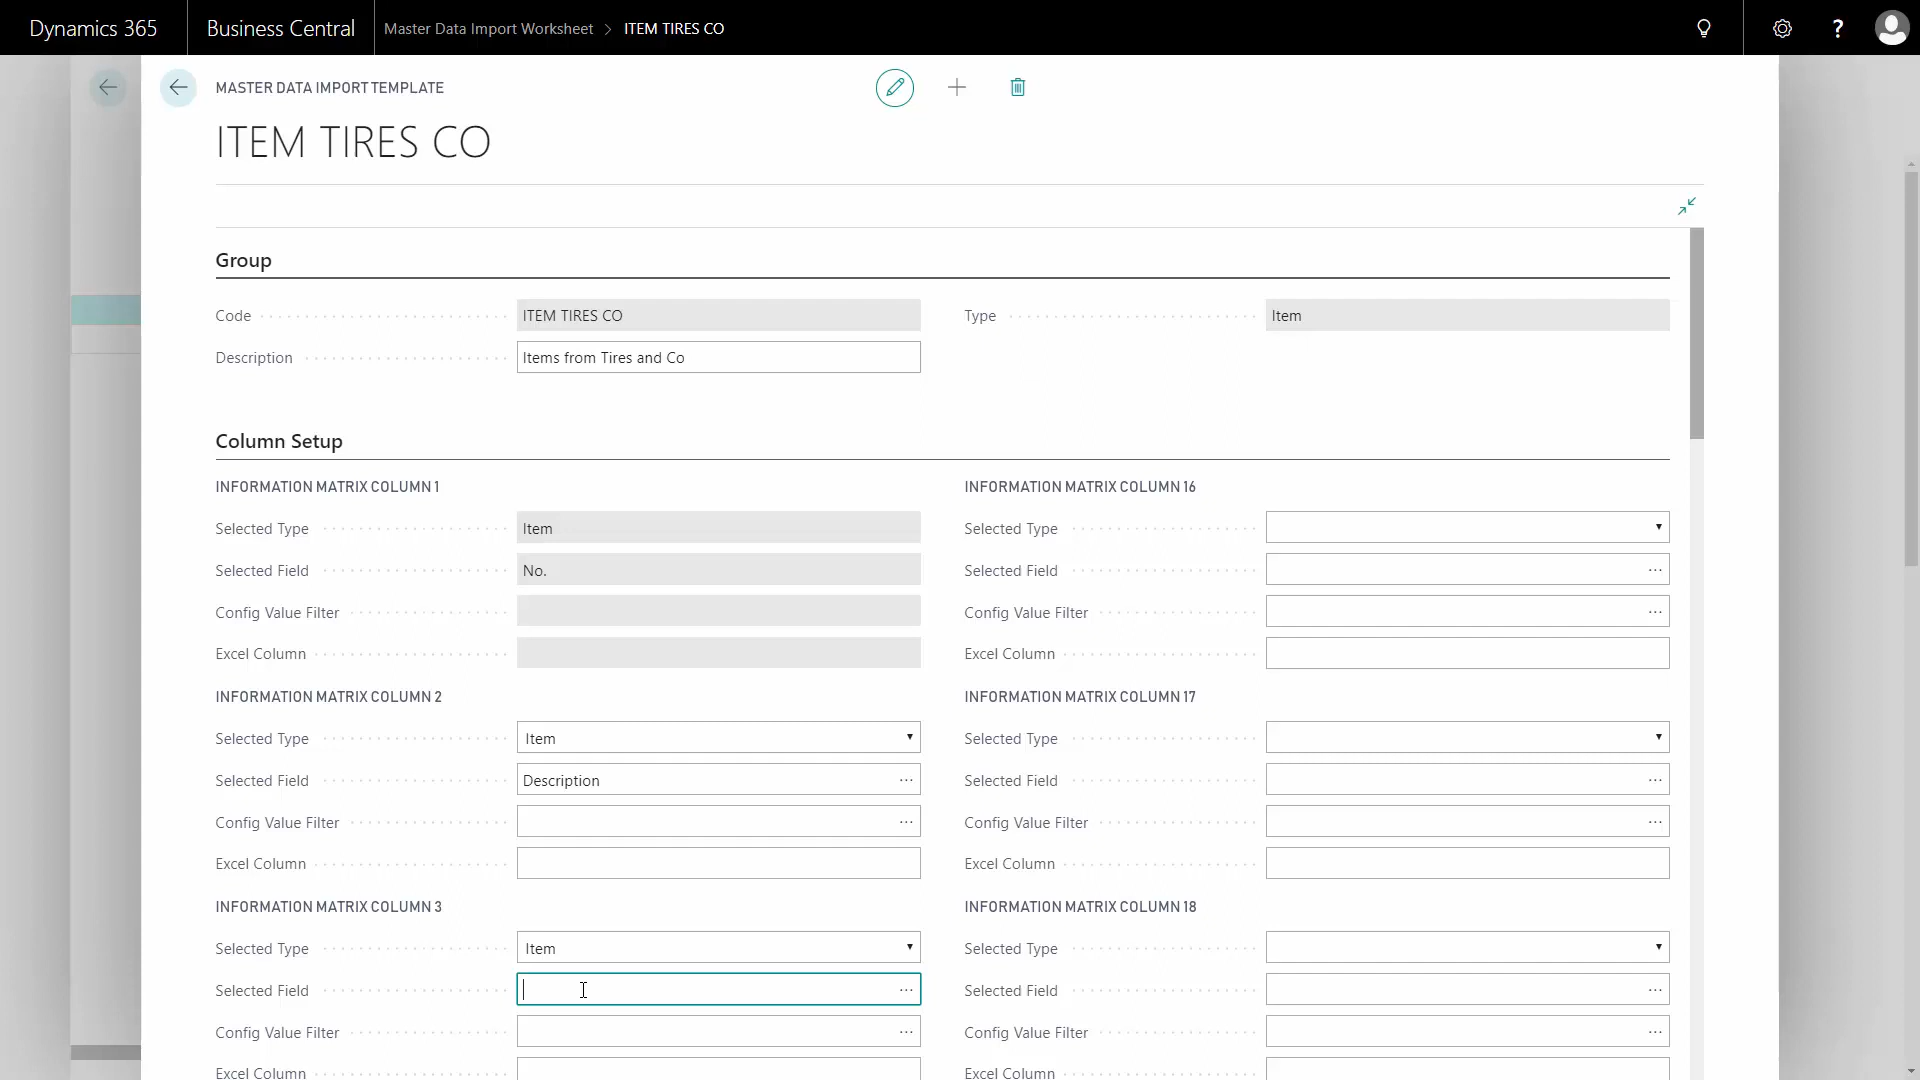 Dynamics 365
Business Central
Master Data Import Worksheet > ITEM TIRES CO
MASTER DATA IMPORT TEMPLATE
ITEM TIRES CO
Group
Code ITEM TIRES CO
Type Item
Description Items from Tires and Co
Column Setup
INFORMATION MATRIX COLUMN 1
Selected Type Item
Selected Field No.
Config Value Filter
Excel Column
INFORMATION MATRIX COLUMN 2
Selected Type Item
Selected Field Description
Config Value Filter
Excel Column
INFORMATION MATRIX COLUMN 3
Selected Type Item
Selected Field
Config Value Filter
Excel Column
INFORMATION MATRIX COLUMN 16
Selected Type
Selected Field
Config Value Filter
Excel Column
INFORMATION MATRIX COLUMN 17
Selected Type
Selected Field
Config Value Filter
Excel Column
INFORMATION MATRIX COLUMN 18
Selected Type
Selected Field
Config Value Filter
Excel Column